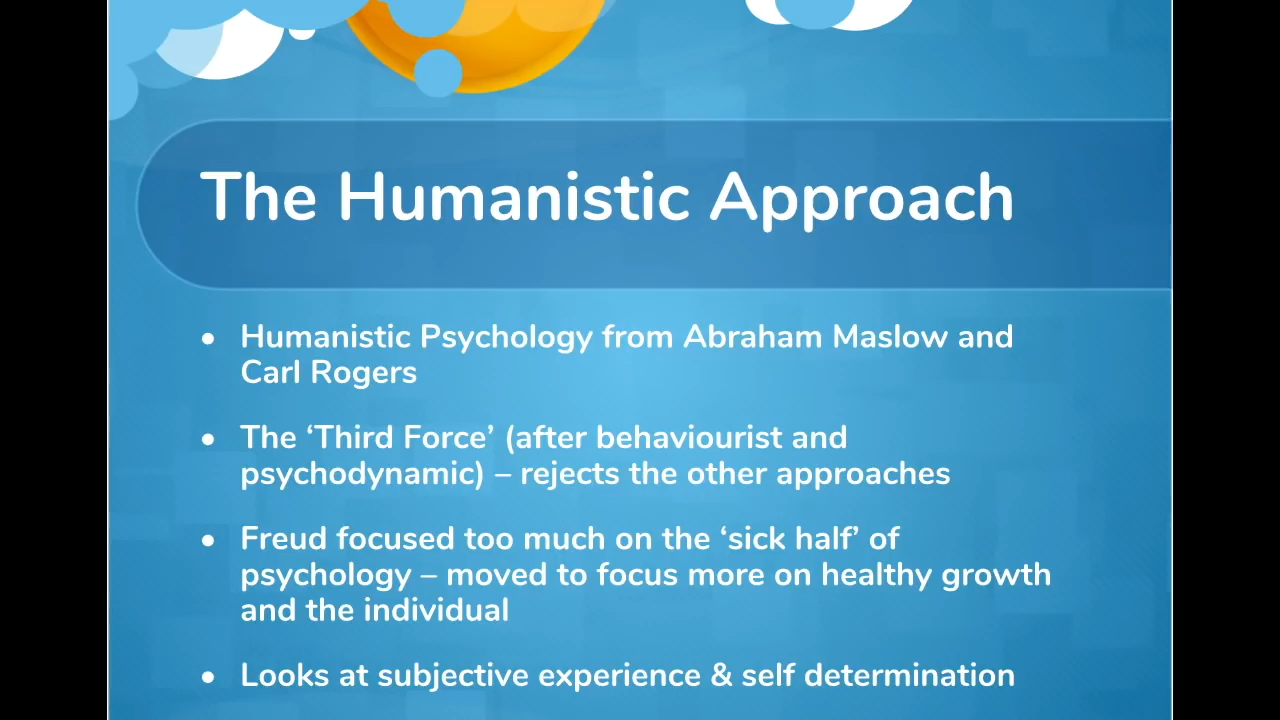 The Humanistic Approach
• Humanistic Psychology from Abraham Maslow and
Carl Rogers
• The ‘Third Force’ (after behaviourist and
psychodynamic) – rejects the other approaches
• Freud focused too much on the ‘sick half’ of
psychology – moved to focus more on healthy growth
and the individual
• Looks at subjective experience & self determination